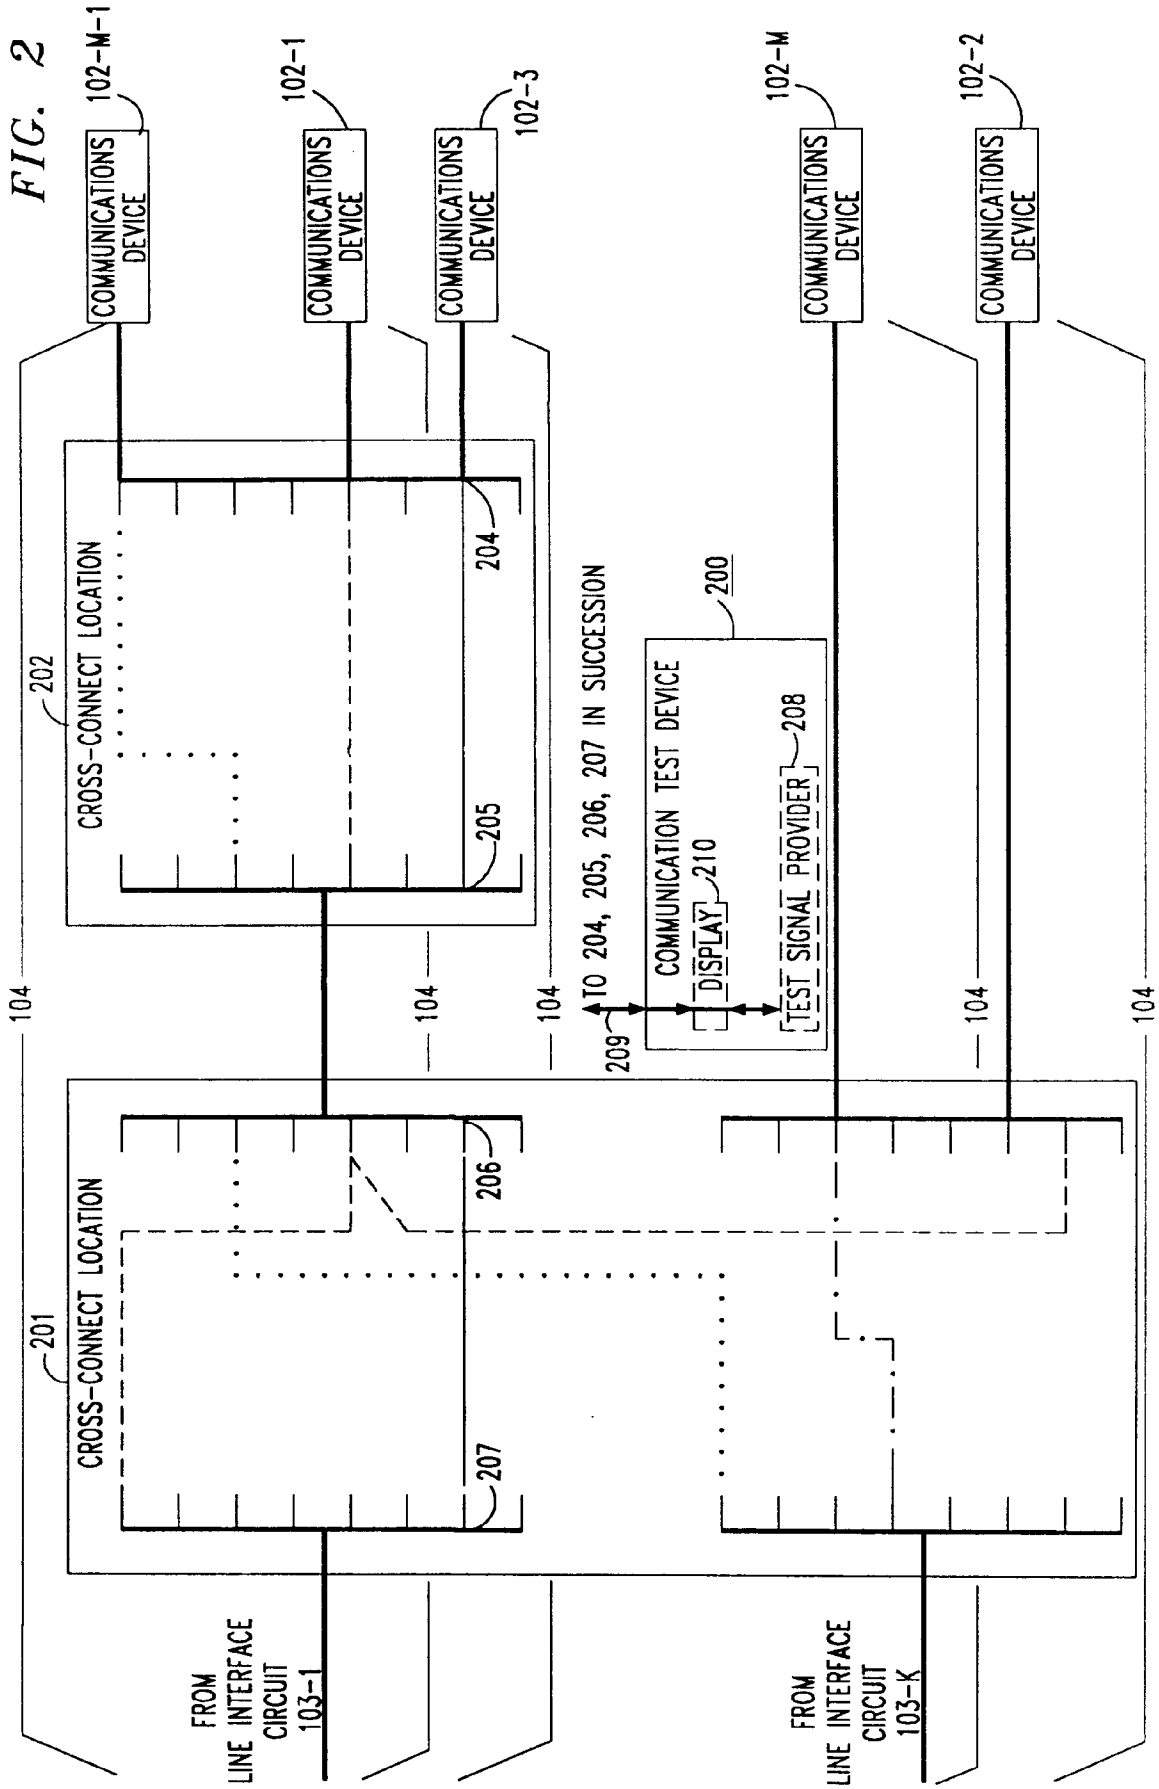 FIG. 2
104
202
CROSS-CONNECT LOCATION
COMMUNICATIONS
DEVICE
102-M-1
201
CROSS-CONNECT LOCATION
FROM
LINE INTERFACE
CIRCUIT
103-1
COMMUNICATIONS
DEVICE
102-1
104
207
206
205
204
COMMUNICATIONS
DEVICE
102-3
104
TO 204, 205, 206, 207 IN SUCCESSION
209
COMMUNICATION TEST DEVICE
200
DISPLAY
210
TEST SIGNAL PROVIDER
208
FROM
LINE INTERFACE
CIRCUIT
103-K
COMMUNICATIONS
DEVICE
102-M
104
COMMUNICATIONS
DEVICE
102-2
104